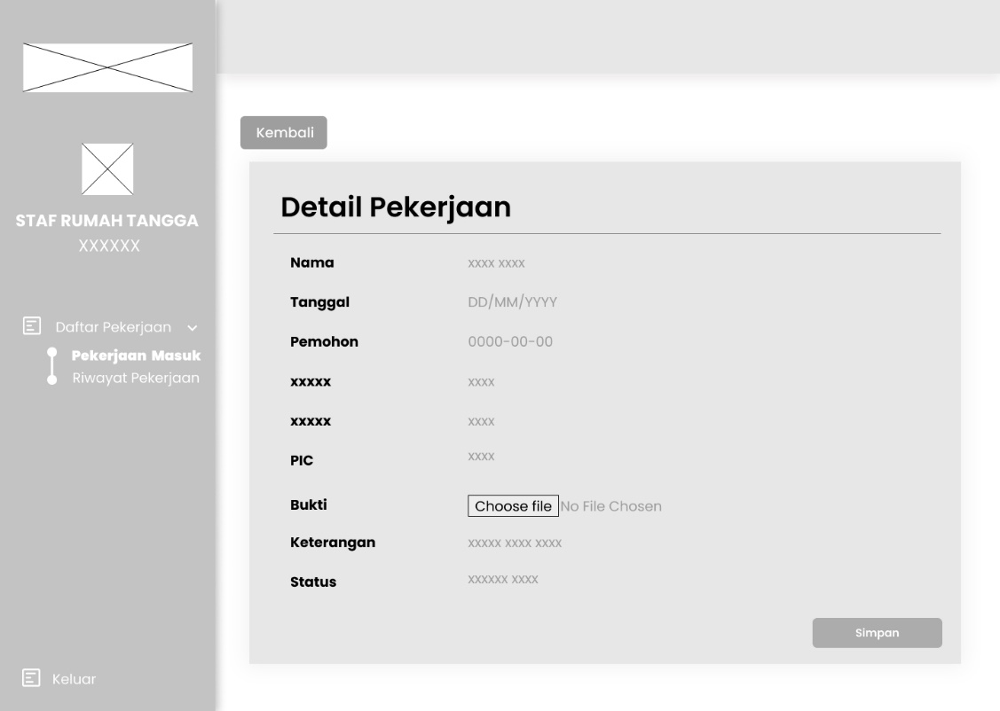 STAF RUMAH TANGGA
XXXXXX
Daftar Pekerjaan
Pekerjaan Masuk
Riwayat Pekerjaan
Keluar
Kembali
Detail Pekerjaan
Nama xxxx xxxx
Tanggal DD/MM/YYYY
Pemohon 0000-00-00
xxxxx xxxx
xxxxx xxxx
PIC xxxx
Bukti Choose file No File Chosen
Keterangan xxxxx xxxx xxxx
Status xxxxxx xxxx
Simpan